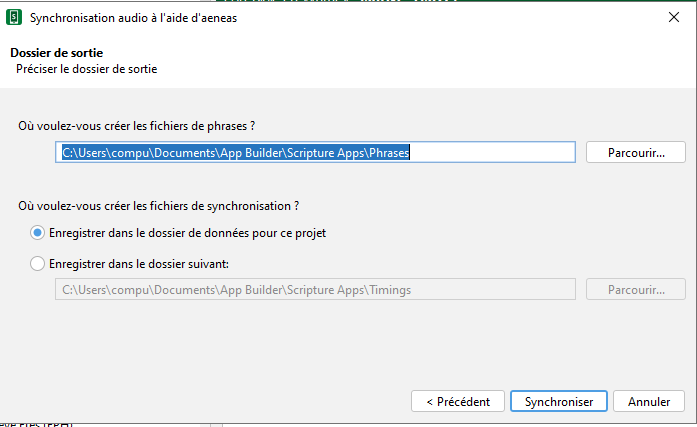 Synchronisation audio à l'aide d'aeneas
Dossier de sortie
Préciser le dossier de sortie
Où voulez-vous créer les fichiers de phrases ?
C:\Users\compu\Documents\App Builder\Scripture Apps\Phrases
Parcourir...
Où voulez-vous créer les fichiers de synchronisation ?
Enregistrer dans le dossier de données pour ce projet
Enregistrer dans le dossier suivant:
C:\Users\compu\Documents\App Builder\Scripture Apps\Timings
Parcourir...
< Précédent
Synchroniser
Annuler